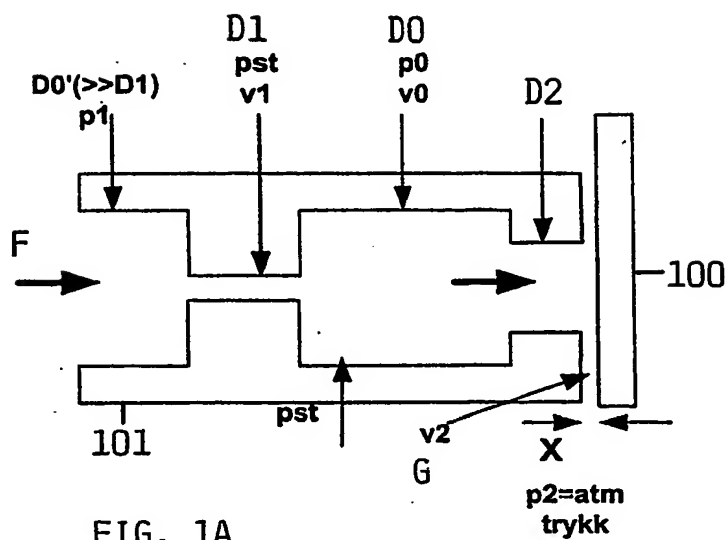 D1
pst
v1
D0
p0
v0
D0'(>>D1)
p1
D2
F
100
101
pst
v2
G
X
p2=atm
trykk
FIG. 1A